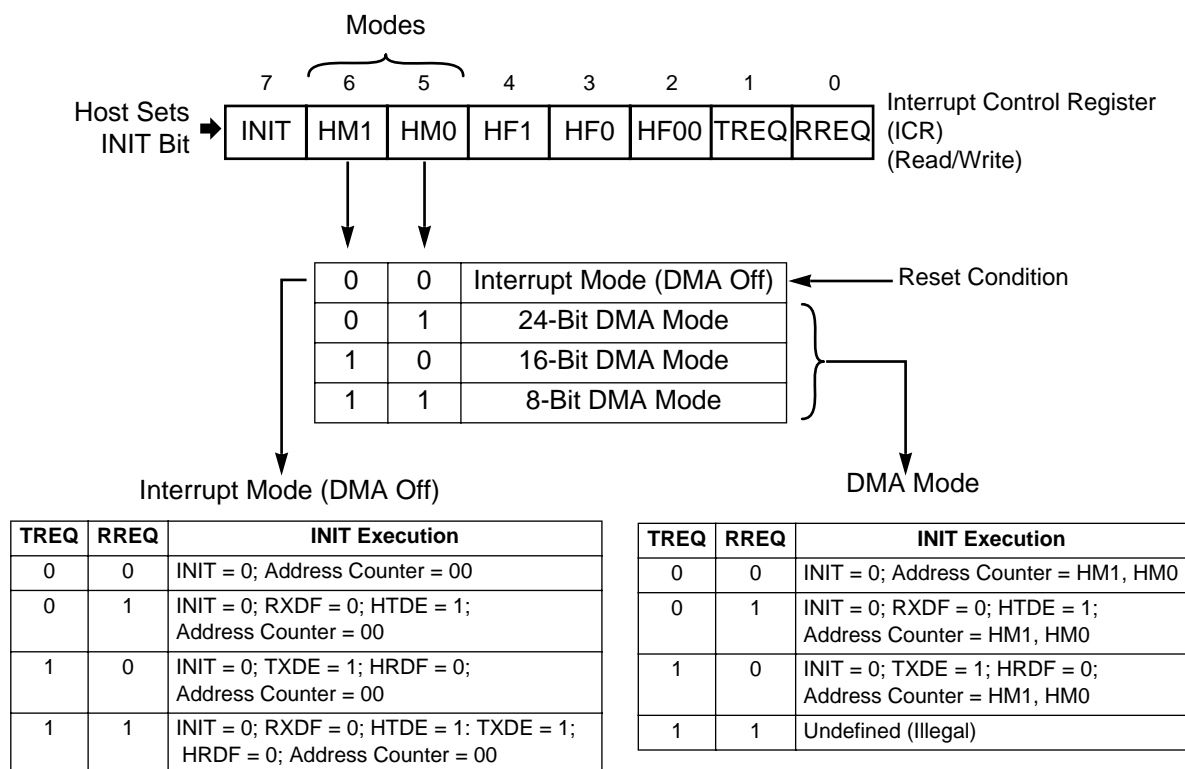 Modes
7 6 5 4 3 2 1 0
Host Sets
INIT Bit
INIT HM1 HM0 HF1 HF0 HF00 TREQ RREQ
Interrupt Control Register
(ICR)
(Read/Write)
0 0 Interrupt Mode (DMA Off)
Reset Condition
0 1 24-Bit DMA Mode
1 0 16-Bit DMA Mode
1 1 8-Bit DMA Mode
Interrupt Mode (DMA Off)
TREQ RREQ INIT Execution
0 0 INIT = 0; Address Counter = 00
0 1 INIT = 0; RXDF = 0; HTDE = 1;
Address Counter = 00
1 0 INIT = 0; TXDE = 1; HRDF = 0;
Address Counter = 00
1 1 INIT = 0; RXDF = 0; HTDE = 1: TXDE = 1;
HRDF = 0; Address Counter = 00
DMA Mode
TREQ RREQ INIT Execution
0 0 INIT = 0; Address Counter = HM1, HM0
0 1 INIT = 0; RXDF = 0; HTDE = 1;
Address Counter = HM1, HM0
1 0 INIT = 0; TXDE = 1; HRDF = 0;
Address Counter = HM1, HM0
1 1 Undefined (Illegal)